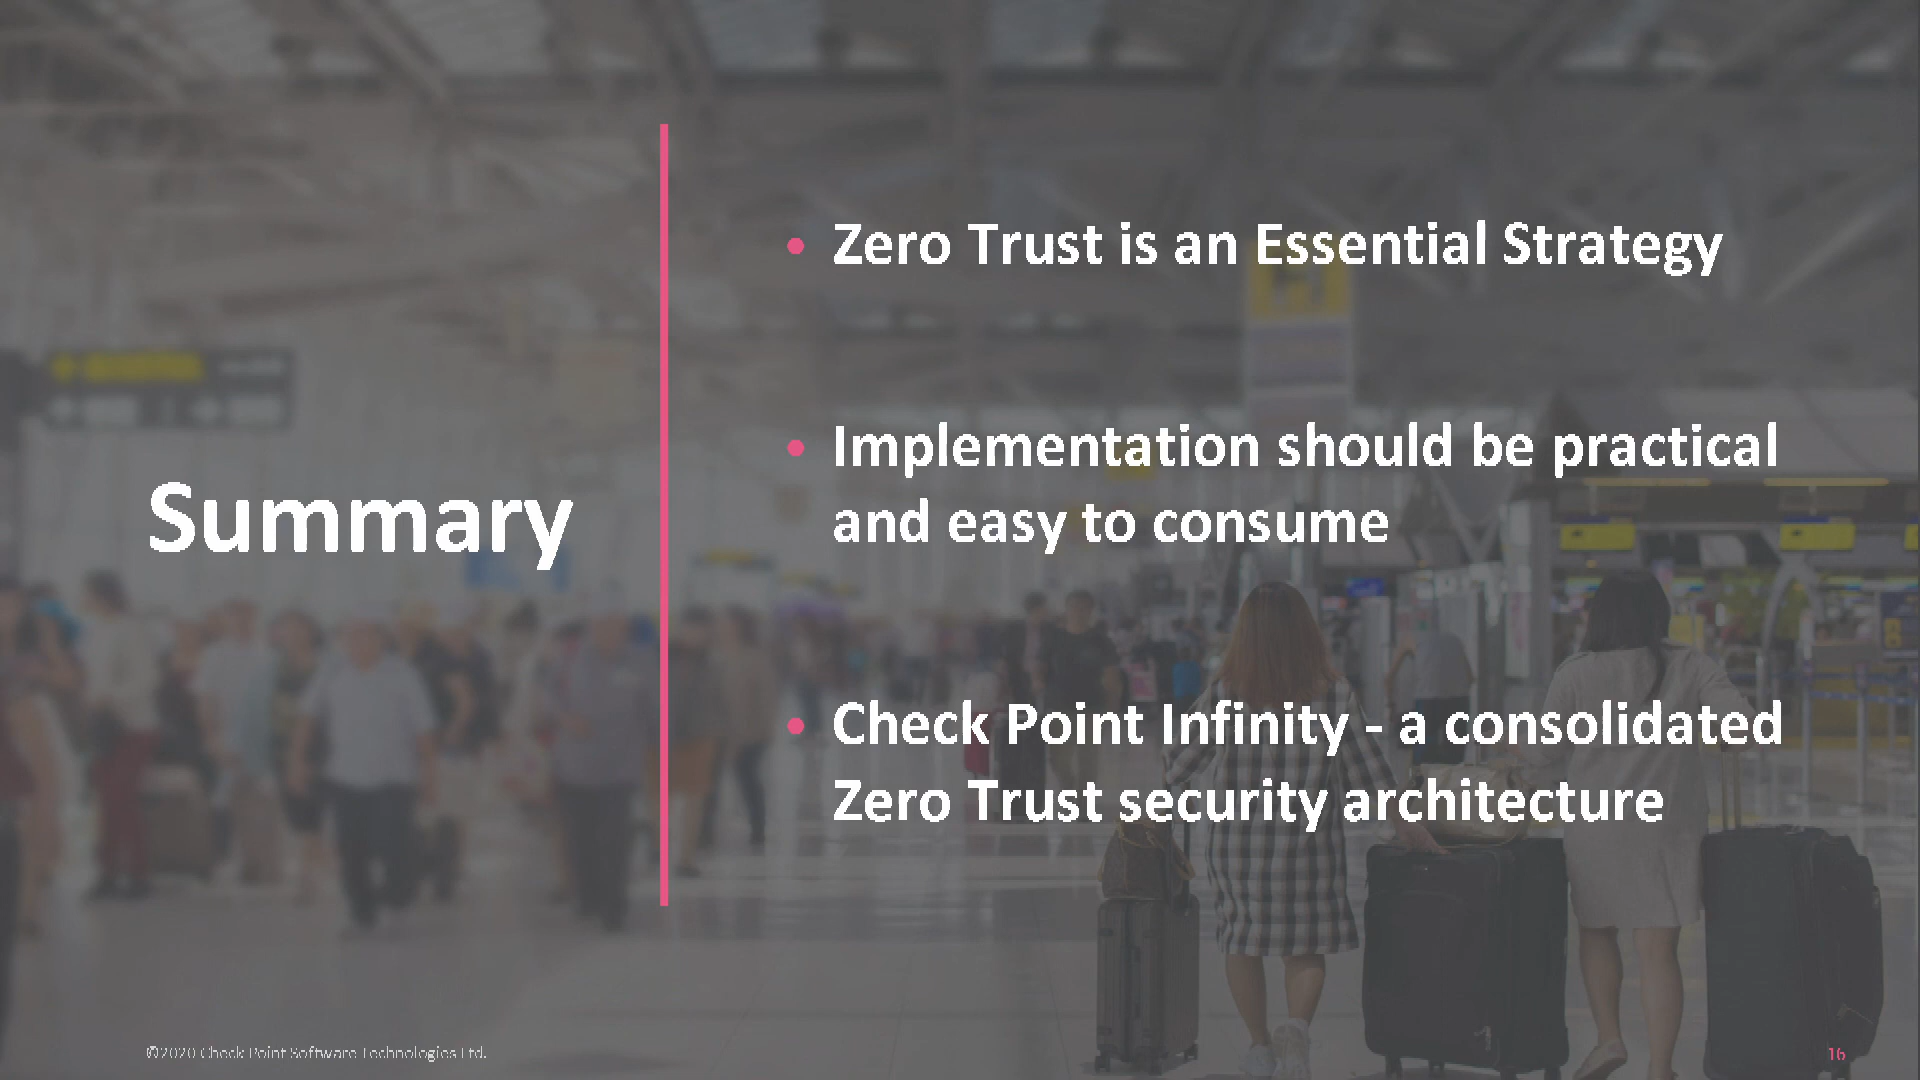 Summary
• Zero Trust is an Essential Strategy
• Implementation should be practical
and easy to consume
• Check Point Infinity - a consolidated
Zero Trust security architecture
©2020 Check Point Software Technologies Ltd.
16